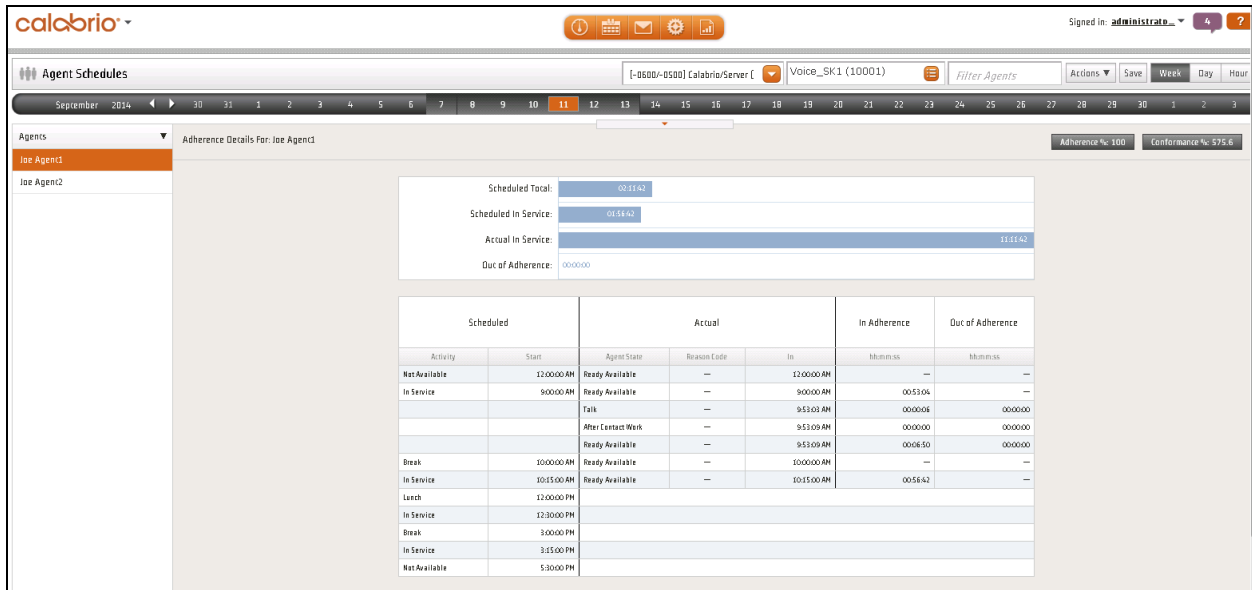 calabrio
Signed in: administrato... 4 ?
Agent Schedules [-0600/-0500] Calabrio/Server ( Voice_SK1 (10001) Filter Agents Actions ▼ Save Week Day Hour
September 2014 30 31 1 2 3 4 5 6 7 8 9 10 11 12 13 14 15 16 17 18 19 20 21 22 23 24 25 26 27 28 29 30 1 2 3
Agents
Adherence Details For: Joe Agent1
Adherence %: 100 Conformance %: 575.6
Joe Agent1
Joe Agent2
Scheduled Total: 02:11:42
Scheduled In Service: 01:56:42
Actual In Service: 11:11:42
Out of Adherence: 00:00:00
Scheduled Actual In Adherence Out of Adherence
Activity Start Agent State Reason Code In hh:mm:ss hh:mm:ss
Not Available 12:00:00 AM Ready Available — 12:00:00 AM — —
In Service 9:00:00 AM Ready Available — 9:00:00 AM 00:53:04 —
Talk — 9:53:03 AM 00:00:06 00:00:00
After Contact Work — 9:53:09 AM 00:00:00 00:00:00
Ready Available — 9:53:09 AM 00:06:50 00:00:00
Break 10:00:00 AM Ready Available — 10:00:00 AM — —
In Service 10:15:00 AM Ready Available — 10:15:00 AM 00:56:42 —
Lunch 12:00:00 PM
In Service 12:30:00 PM
Break 3:00:00 PM
In Service 3:15:00 PM
Not Available 5:30:00 PM